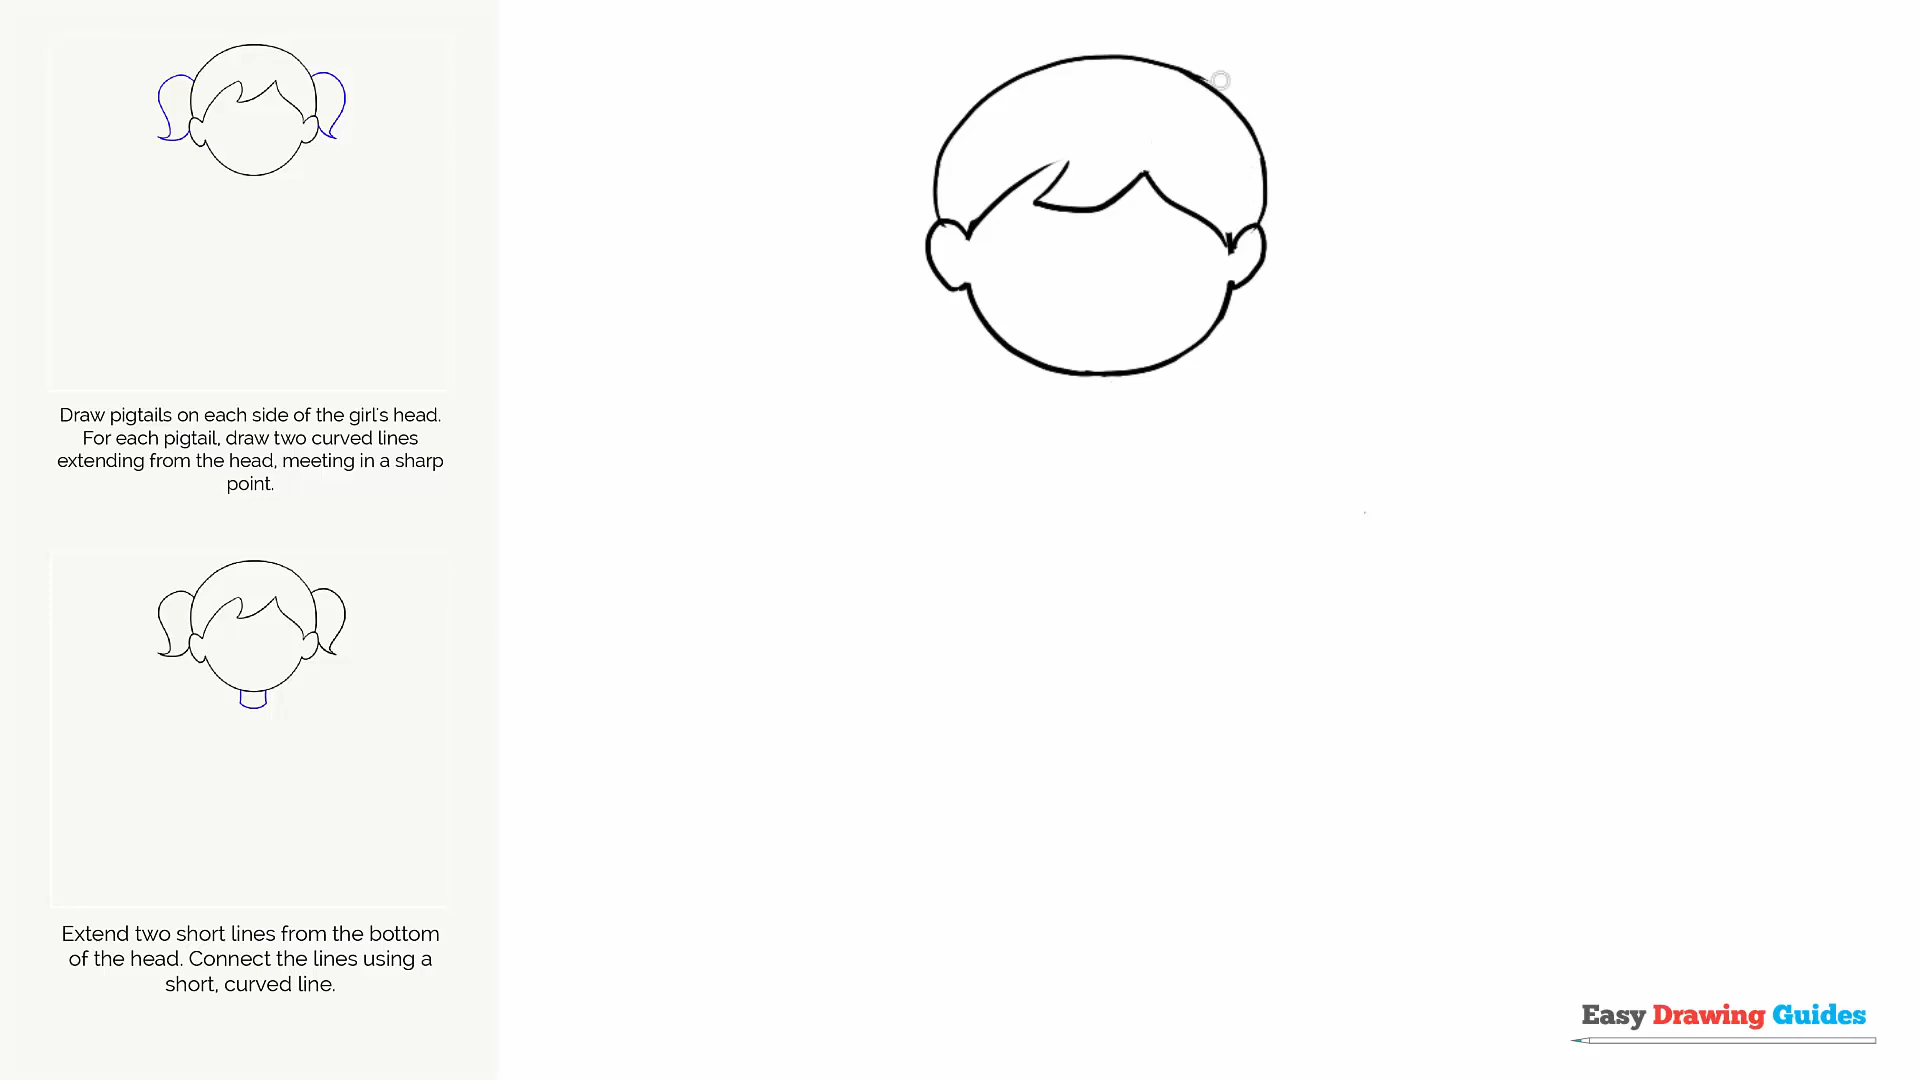 Draw pigtails on each side of the girl's head.
For each pigtail, draw two curved lines
extending from the head, meeting in a sharp
point.
Extend two short lines from the bottom
of the head. Connect the lines using a
short, curved line.
Easy Drawing Guides